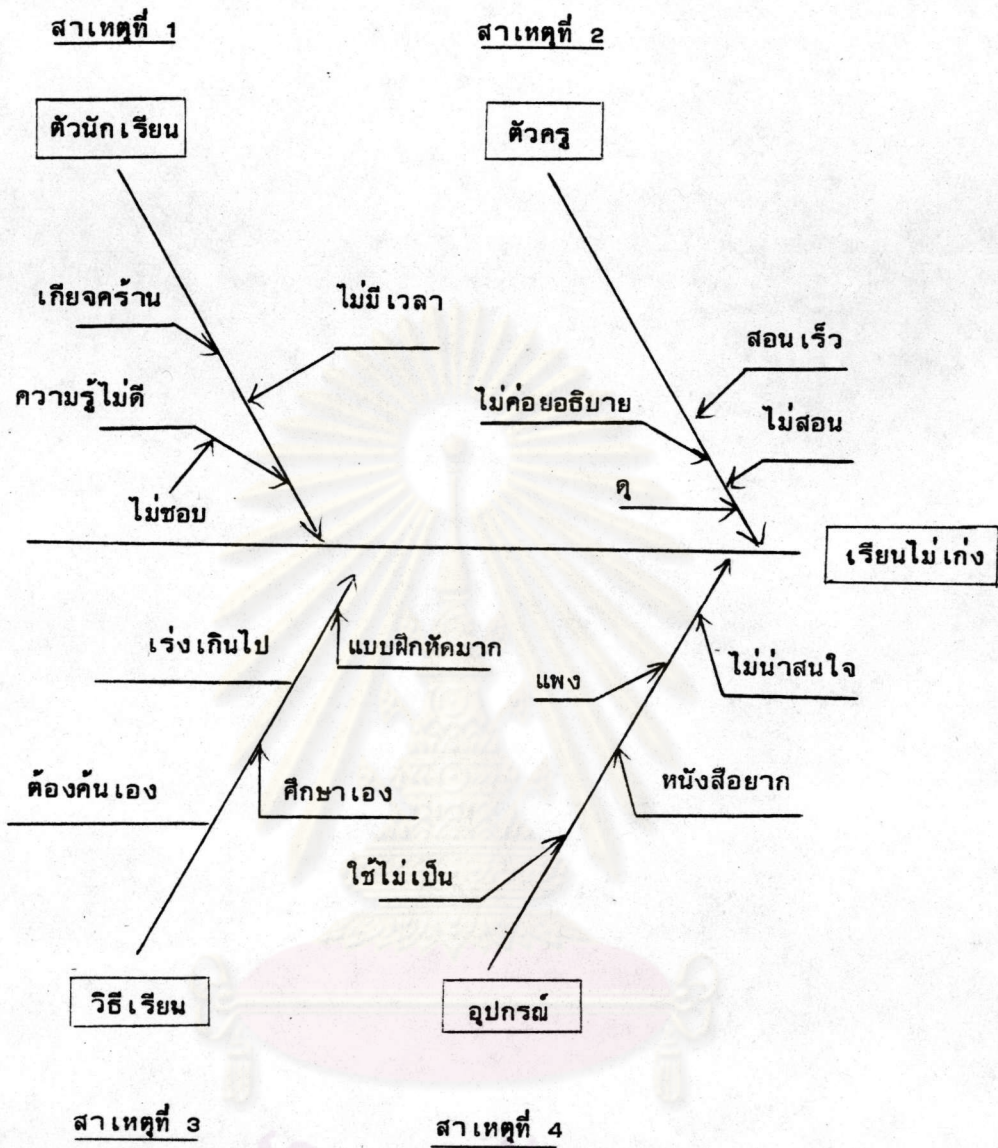 สาเหตุที่ 1
สาเหตุที่ 2
ตัวนักเรียน
ตัวครู
เกียจคร้าน
ไม่มีเวลา
สอนเร็ว
ความรู้ไม่ดี
ไม่ค่อยอธิบาย
ไม่สอน
ไม่ชอบ
ดุ
เรียนไม่เก่ง
เร่งเกินไป
แบบฝึกหัดมาก
แพง
ไม่น่าสนใจ
ต้องค้นเอง
ศึกษาเอง
หนังสือยาก
ใช้ไม่เป็น
วิธีเรียน
อุปกรณ์
สาเหตุที่ 3
สาเหตุที่ 4